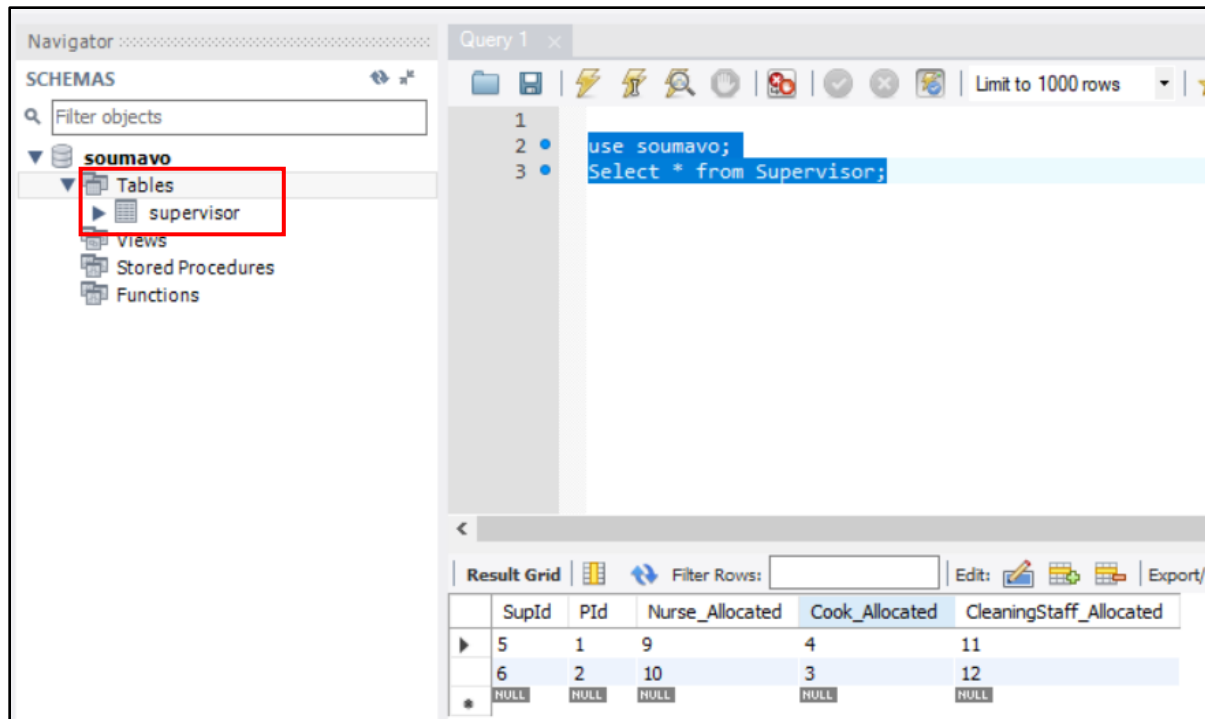 Navigator
SCHEMAS
Filter objects
soumavo
Tables
supervisor
Views
Stored Procedures
Functions
Query 1
Limit to 1000 rows
1
2 use soumavo;
3 Select * from Supervisor;
Result Grid Filter Rows: Edit: Export/
SupId PId Nurse_Allocated Cook_Allocated CleaningStaff_Allocated
5 1 9 4 11
6 2 10 3 12
NULL NULL NULL NULL NULL